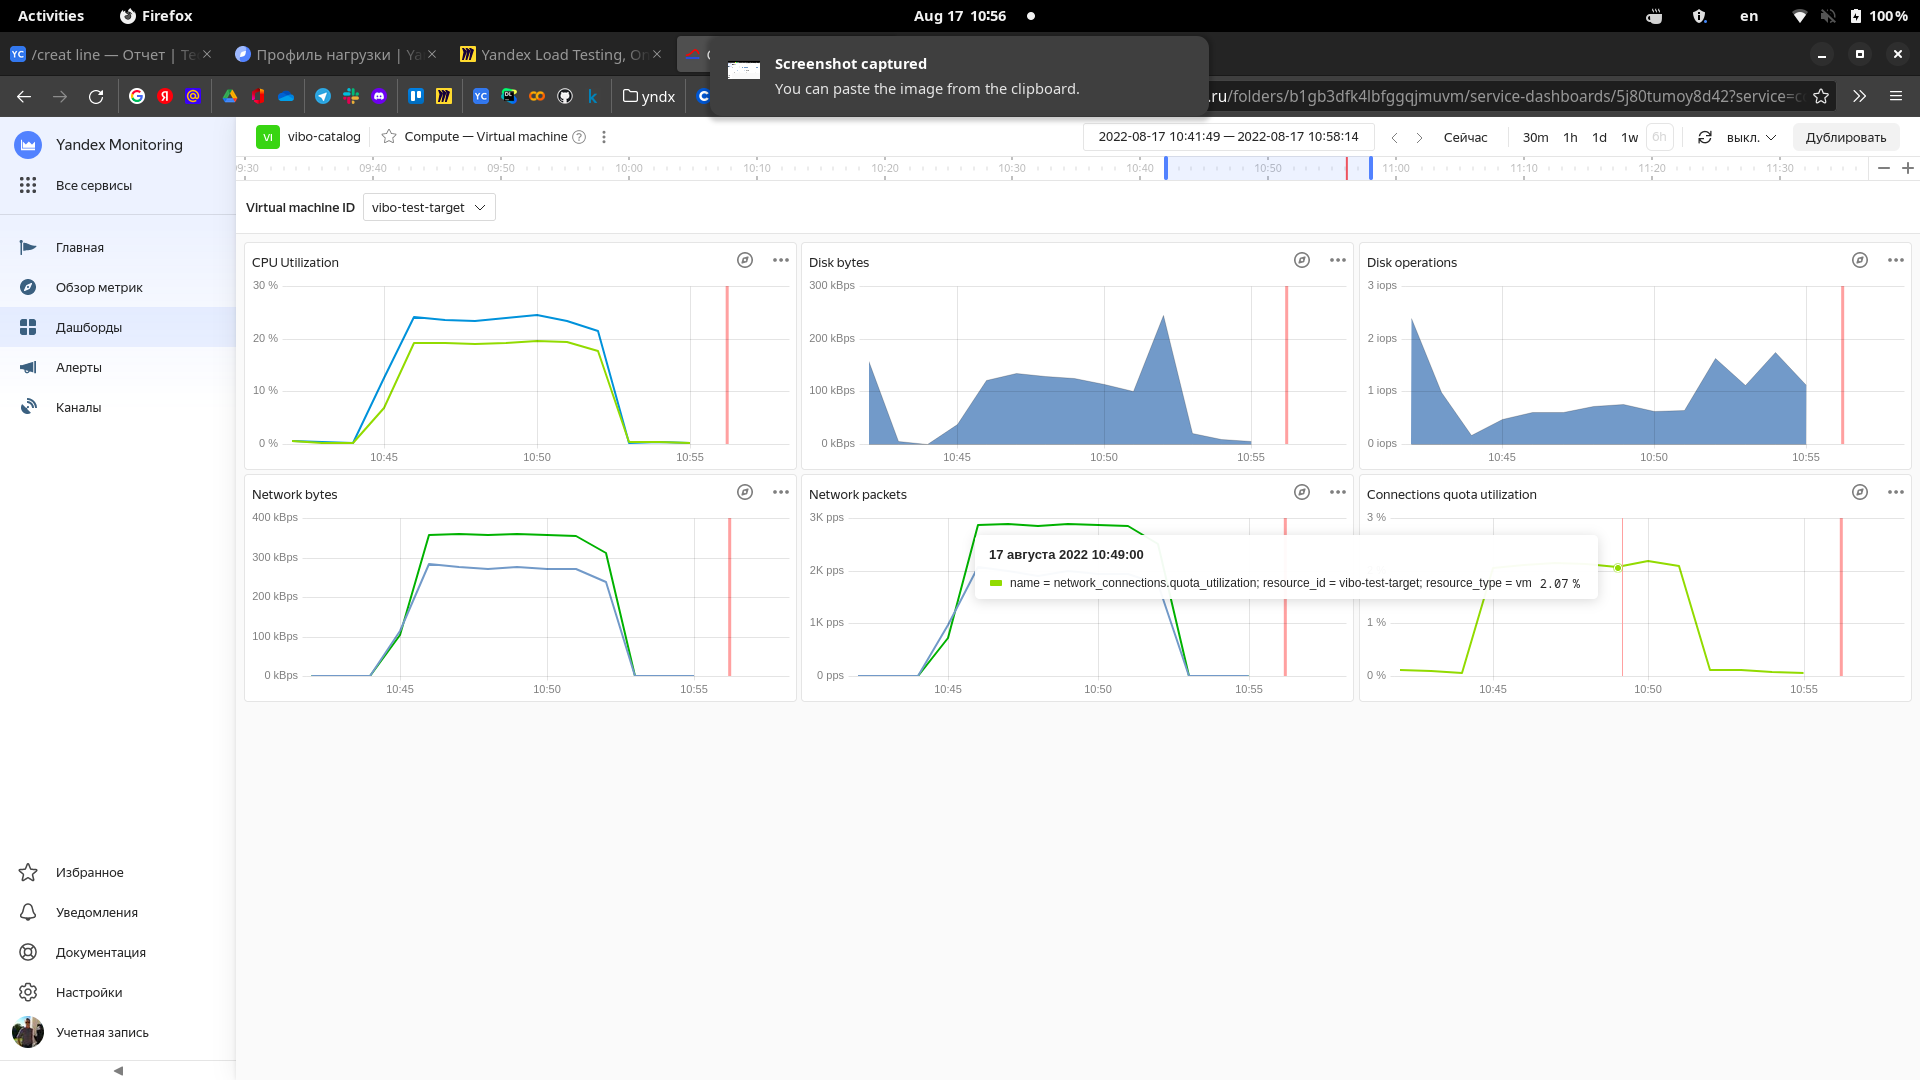 Activities
Firefox
Aug 17 10:56
en
100 %
/creat line — Отчет | Te
Профиль нагрузки | Ya
Yandex Load Testing, On
Screenshot captured
You can paste the image from the clipboard.
yndx
.ru/folders/b1gb3dfk4lbfggqjmuvm/service-dashboards/5j80tumoy8d42?service=c
Yandex Monitoring
Все сервисы
Главная
Обзор метрик
Дашборды
Алерты
Каналы
Избранное
Уведомления
Документация
Настройки
Учетная запись
VI
vibo-catalog
Compute — Virtual machine
2022-08-17 10:41:49 — 2022-08-17 10:58:14
Сейчас
30m 1h 1d 1w 6h
выкл.
Дублировать
09:30 09:40 09:50 10:00 10:10 10:20 10:30 10:40 10:50 11:00 11:10 11:20 11:30
Virtual machine ID
vibo-test-target
CPU Utilization
30 %
20 %
10 %
0 %
10:45 10:50 10:55
Disk bytes
300 kBps
200 kBps
100 kBps
0 kBps
10:45 10:50 10:55
Disk operations
3 iops
2 iops
1 iops
0 iops
10:45 10:50 10:55
Network bytes
400 kBps
300 kBps
200 kBps
100 kBps
0 kBps
10:45 10:50 10:55
Network packets
3K pps
2K pps
1K pps
0 pps
10:45 10:50 10:55
Connections quota utilization
3 %
1 %
0 %
10:45 10:50 10:55
17 августа 2022 10:49:00
name = network_connections.quota_utilization; resource_id = vibo-test-target; resource_type = vm 2.07 %